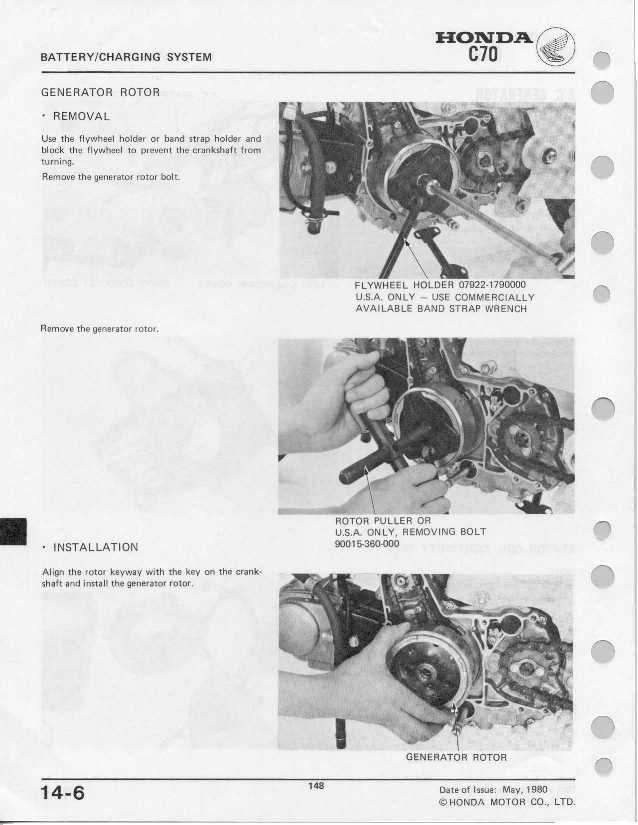 HONDA
C70
BATTERY/CHARGING SYSTEM
GENERATOR ROTOR
· REMOVAL
Use the flywheel holder or band strap holder and
block the flywheel to prevent the crankshaft from
turning.
Remove the generator rotor bolt.
FLYWHEEL HOLDER 07922-1790000
U.S.A. ONLY – USE COMMERCIALLY
AVAILABLE BAND STRAP WRENCH
Remove the generator rotor.
ROTOR PULLER OR
U.S.A. ONLY, REMOVING BOLT
90015-360-000
· INSTALLATION
Align the rotor keyway with the key on the crank-
shaft and install the generator rotor.
GENERATOR ROTOR
14-6
148
Date of Issue: May, 1980
© HONDA MOTOR CO., LTD.